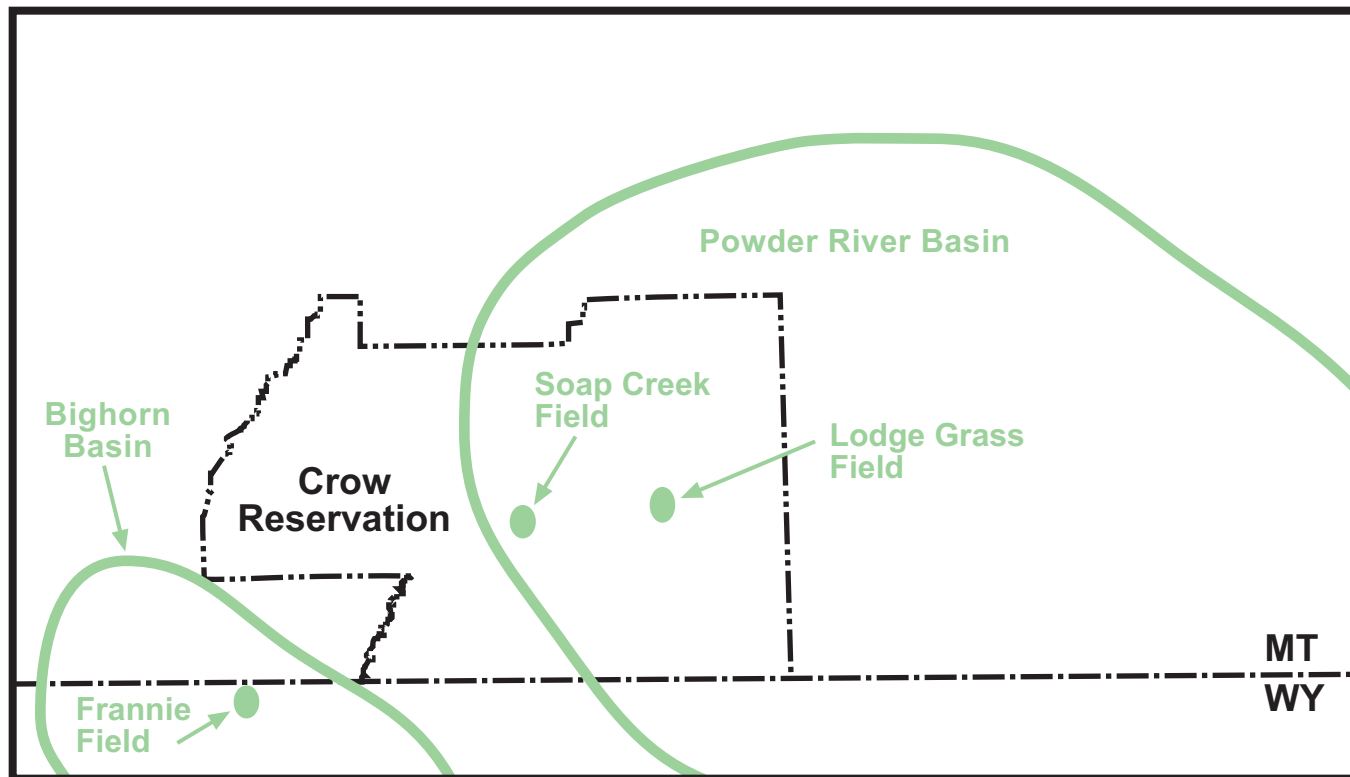 Powder River Basin
Soap Creek
Field
Bighorn
Basin
Lodge Grass
Field
Crow
Reservation
MT
WY
Frannie
Field